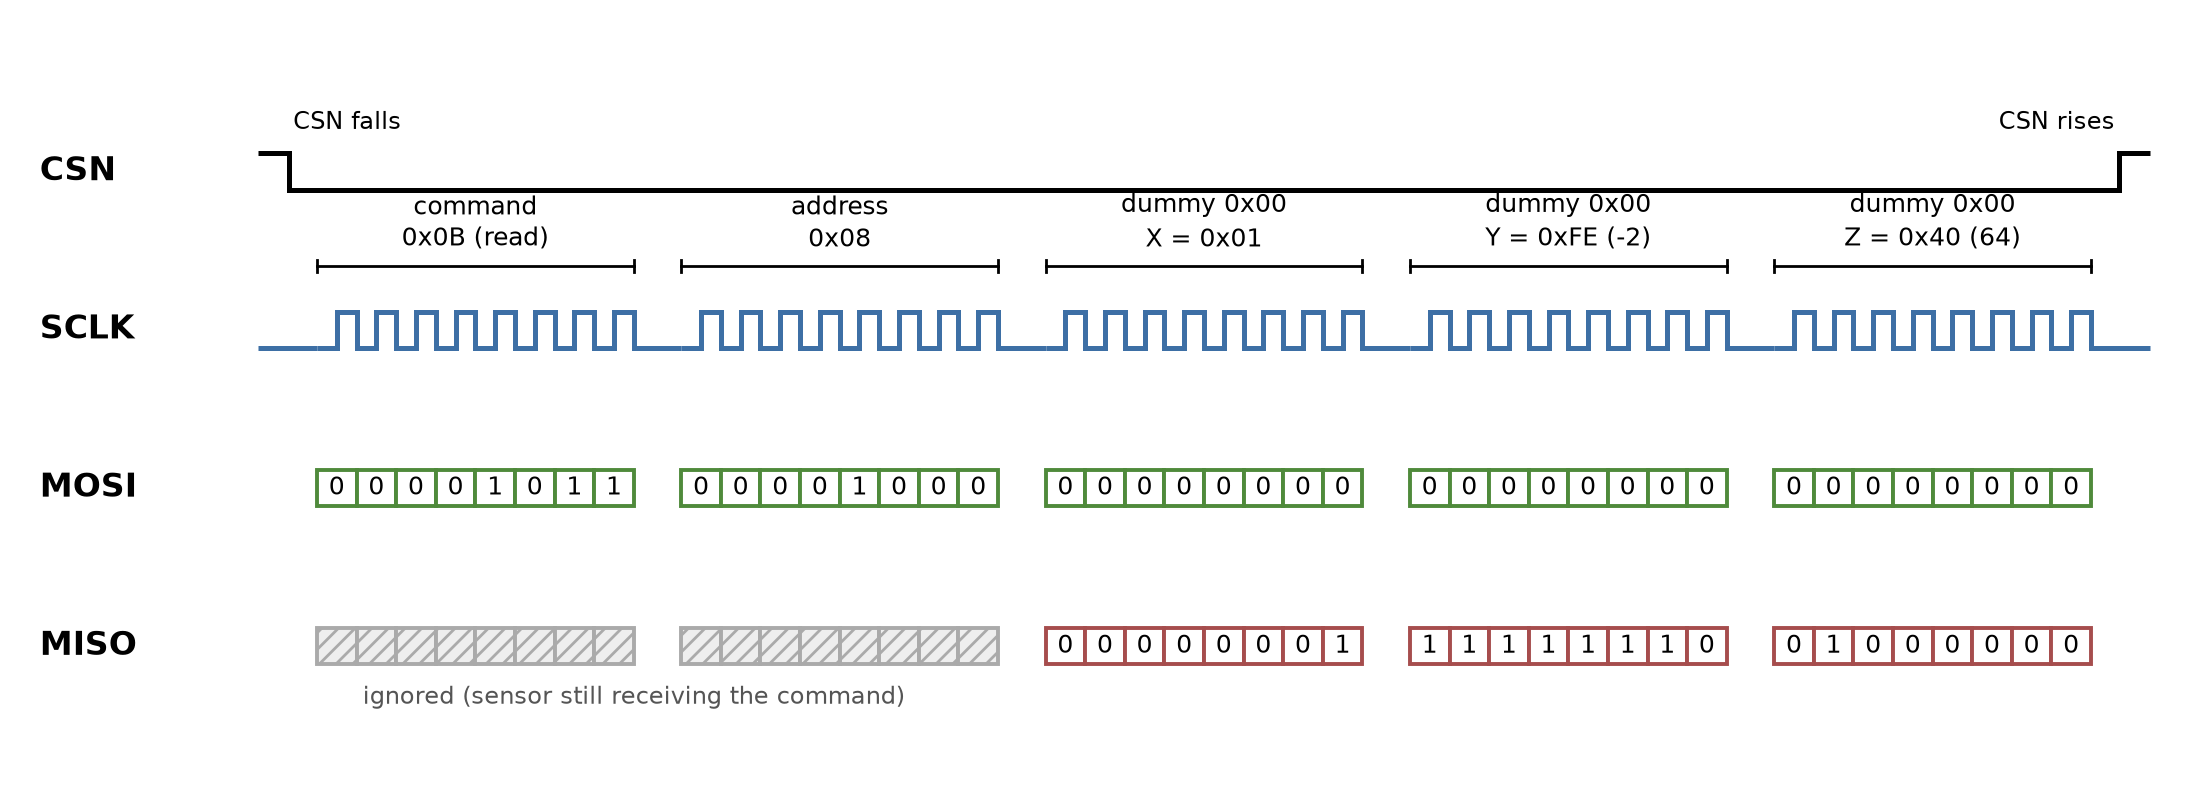 CSN falls
CSN rises
CSN
command
0x0B (read)
address
0x08
dummy 0x00
X = 0x01
dummy 0x00
Y = 0xFE (-2)
dummy 0x00
Z = 0x40 (64)
SCLK
MOSI
0 0 0 0 1 0 1 1
0 0 0 0 1 0 0 0
0 0 0 0 0 0 0 0
0 0 0 0 0 0 0 0
0 0 0 0 0 0 0 0
MISO
0 0 0 0 0 0 0 1
1 1 1 1 1 1 1 0
0 1 0 0 0 0 0 0
ignored (sensor still receiving the command)